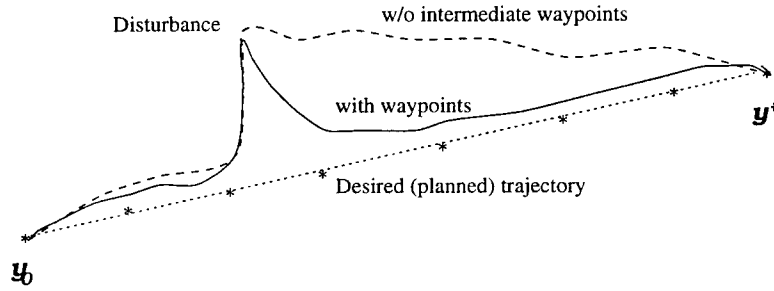 w/o intermediate waypoints
Disturbance
with waypoints
y*
Desired (planned) trajectory
y0